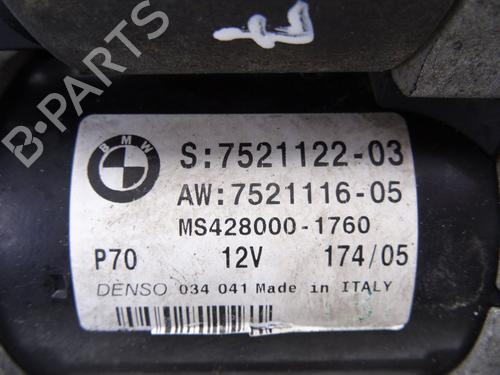 B-PARTS
BMW
S:7521122-03
AW:7521116-05
MS428000-1760
P70 12V 174/05
DENSO 034 041 Made in ITALY